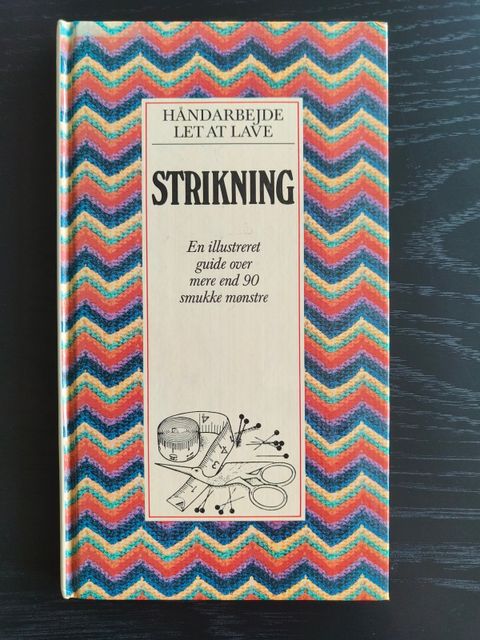 HÅNDARBEJDE
LET AT LAVE
STRIKNING
En illustreret
guide over
mere end 90
smukke mønstre